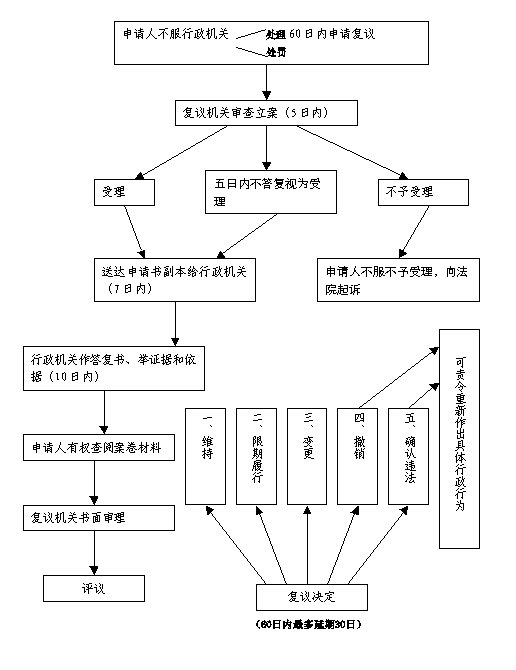 申请人不服行政机关 处理 60日内申请复议
处罚
复议机关审查立案（5日内）
受理
五日内不答复视为受
理
不予受理
送达申请书副本给行政机关
（7日内）
申请人不服不予受理，向法
院起诉
行政机关作答复书、举证据和依
据（10日内）
申请人有权查阅案卷材料
复议机关书面审理
评议
一、维持
二、限期履行
三、变更
四、撤销
五、确认违法
可责令重新作出具体行政行为
复议决定
（60日内最多延期30日）